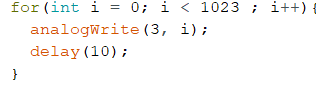 for(int i = 0; i < 1023 ; i++){
  analogWrite(3, i);
  delay(10);
}